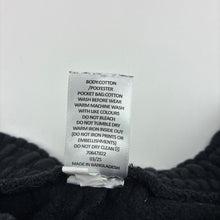 BODY:COTTON
/POLYESTER
POCKET BAG:COTTON
WASH BEFORE WEAR
WARM MACHINE WASH
WITH LIKE COLOURS
DO NOT BLEACH
DO NOT TUMBLE DRY
WARM IRON INSIDE OUT
(DO NOT IRON PRINTS OR
EMBELLISHMENTS)
DO NOT DRY CLEAN (I)
70647822
03/25
MADE IN BANGLADESH